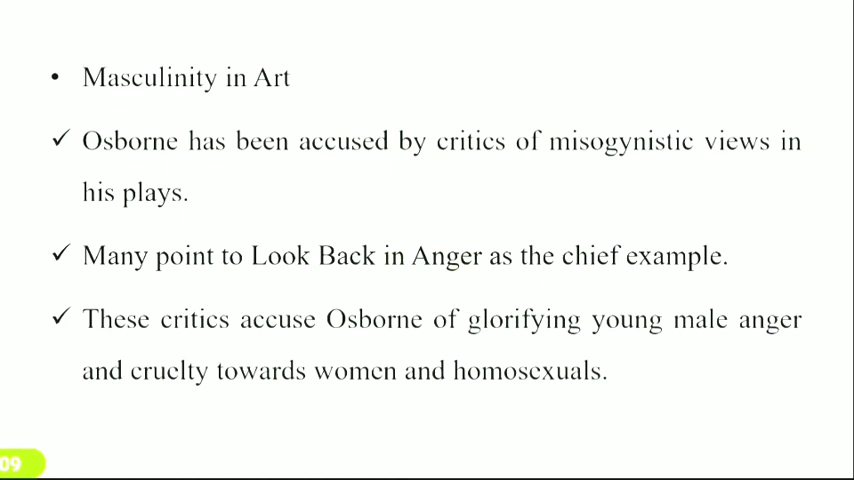 • Masculinity in Art
✓ Osborne has been accused by critics of misogynistic views in
his plays.
✓ Many point to Look Back in Anger as the chief example.
✓ These critics accuse Osborne of glorifying young male anger
and cruelty towards women and homosexuals.
09